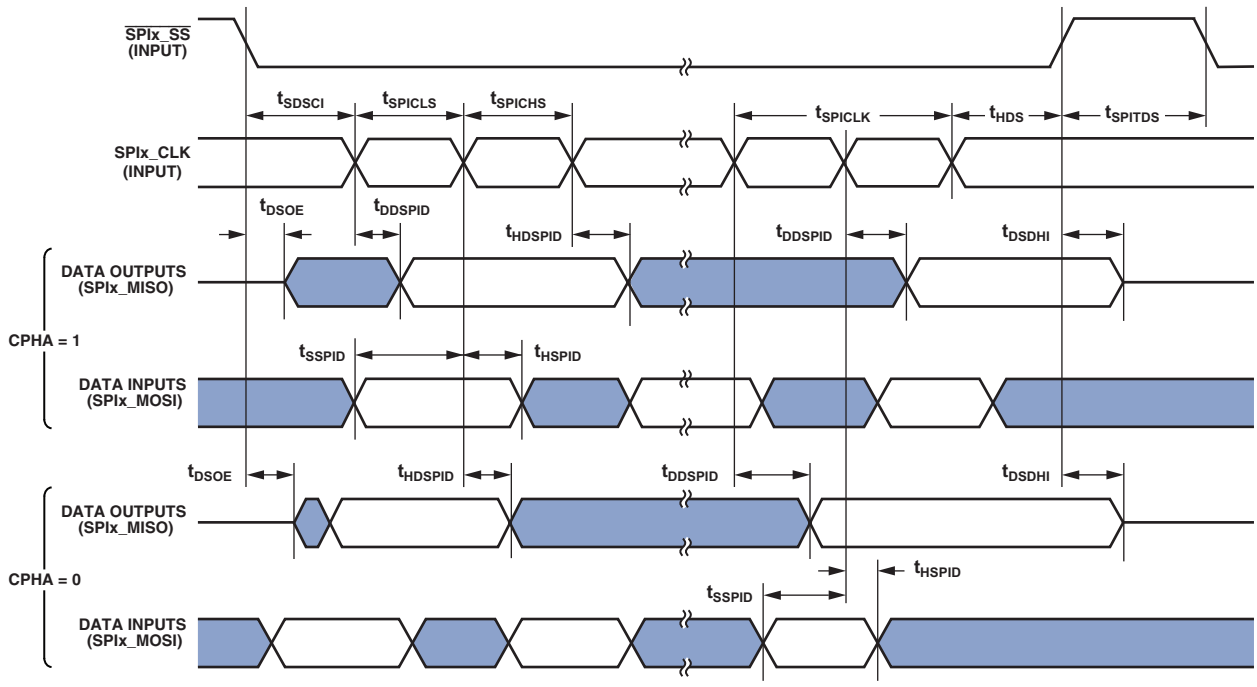 SPIx_SS
(INPUT)
tSDSCI tSPICLS tSPICHS tSPICLK tHDS tSPITDS
SPIx_CLK
(INPUT)
tDSOE tDDSPID tHDSPID tDDSPID tDSDHI
DATA OUTPUTS
(SPIx_MISO)
CPHA = 1
tSSPID tHSPID
DATA INPUTS
(SPIx_MOSI)
tDSOE tHDSPID tDDSPID tDSDHI
DATA OUTPUTS
(SPIx_MISO)
CPHA = 0
tHSPID
tSSPID
DATA INPUTS
(SPIx_MOSI)